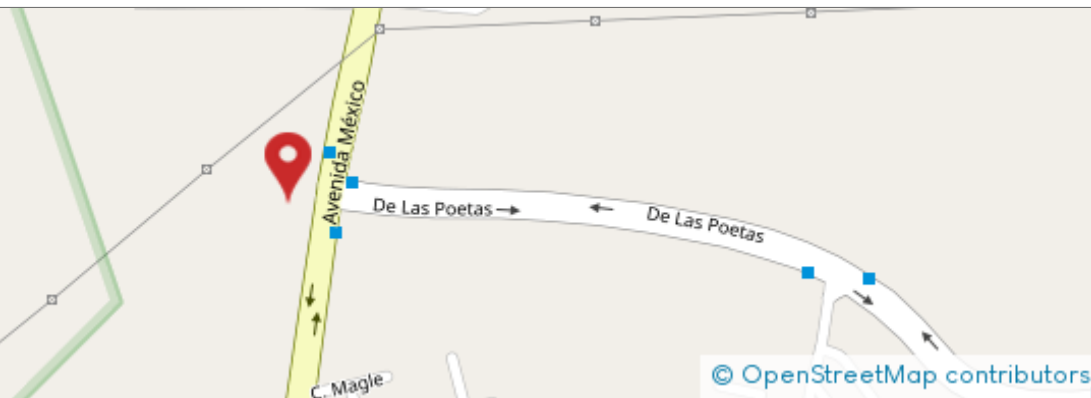 Avenida México
De Las Poetas
De Las Poetas
C. Magle
© OpenStreetMap contributors